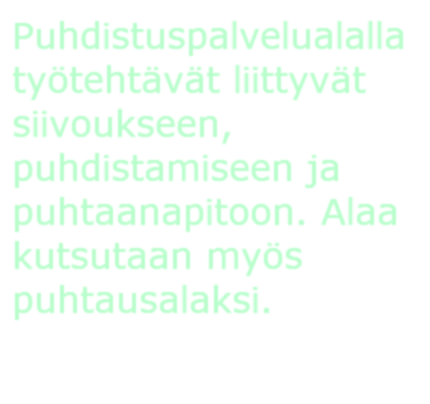 Puhdistuspalvelualalla
työtehtävät liittyvät
siivoukseen,
puhdistamiseen ja
puhtaanapitoon. Alaa
kutsutaan myös
puhtausalaksi.